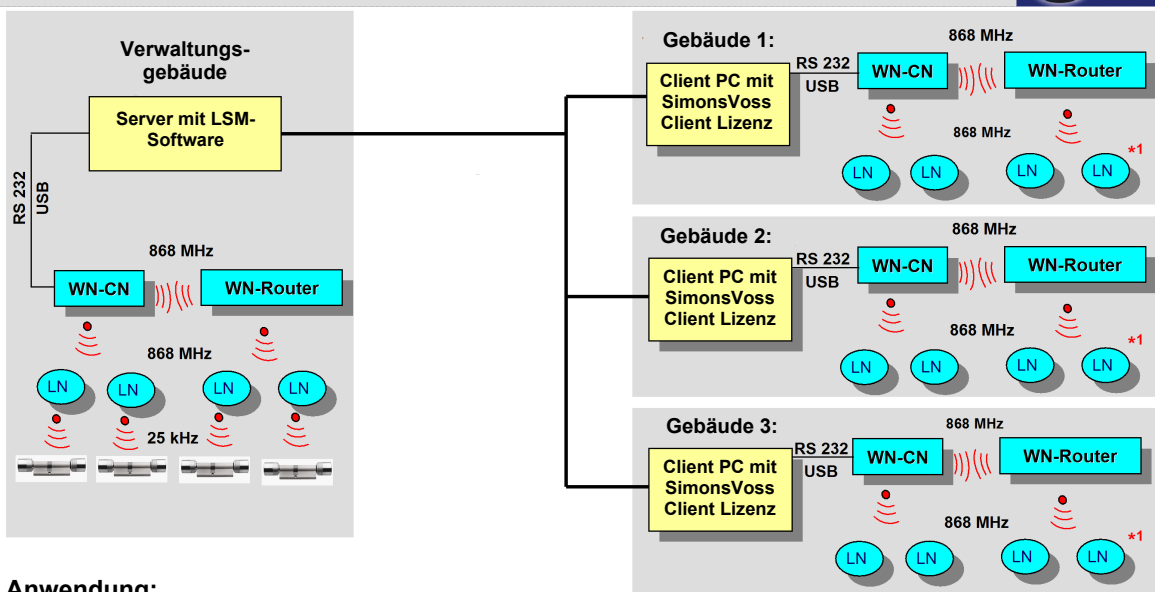 Verwaltungs-
gebäude
Server mit LSM-
Software
RS 232
USB
868 MHz
WN-CN
WN-Router
868 MHz
LN
LN
LN
LN
25 kHz
Gebäude 1:
Client PC mit
SimonsVoss
Client Lizenz
RS 232
USB
WN-CN
868 MHz
WN-Router
868 MHz
LN
LN
LN
LN
*1
Gebäude 2:
Client PC mit
SimonsVoss
Client Lizenz
RS 232
USB
WN-CN
868 MHz
WN-Router
868 MHz
LN
LN
LN
LN
*1
Gebäude 3:
Client PC mit
SimonsVoss
Client Lizenz
RS 232
USB
WN-CN
868 MHz
WN-Router
868 MHz
LN
LN
LN
LN
*1
Anwendung: